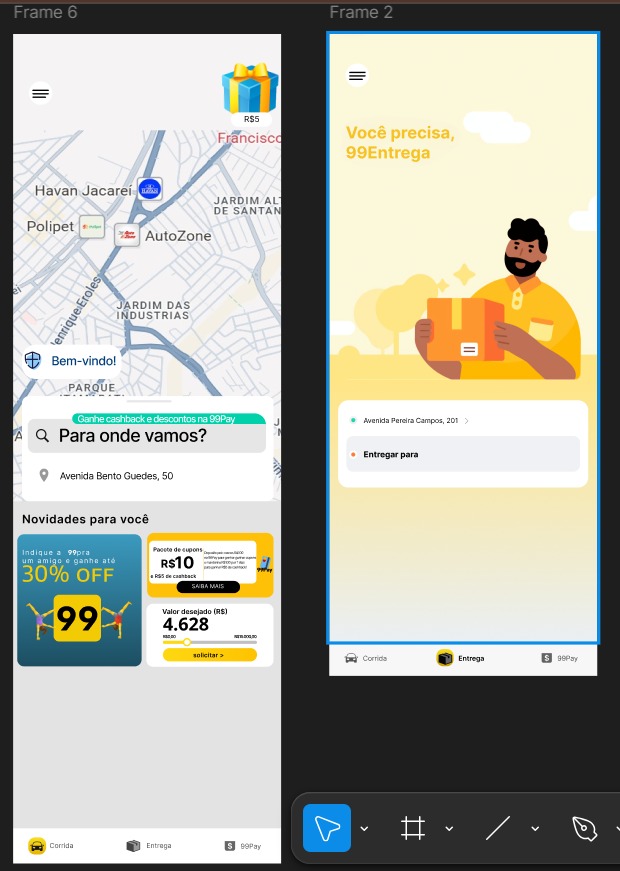 Frame 6
R$5
Francisco
Havan Jacareí
JARDIM ALT
DE SANTAN
Polipet
AutoZone
Henrique Eroles
JARDIM DAS
INDUSTRIAS
Bem-vindo!
PARQUE
Ganhe cashback e descontos na 99Pay
Para onde vamos?
Avenida Bento Guedes, 50
Novidades para você
Indique a 99pra
um amigo e ganhe até
30% OFF
99
Pacote de cupons
R$10
e R$5 de cashback
SAIBA MAIS
Valor desejado (R$)
4.628
solicitar >
Corrida
Entrega
99Pay
Frame 2
Você precisa,
99Entrega
Avenida Pereira Campos, 201 >
Entregar para
Corrida
Entrega
99Pay